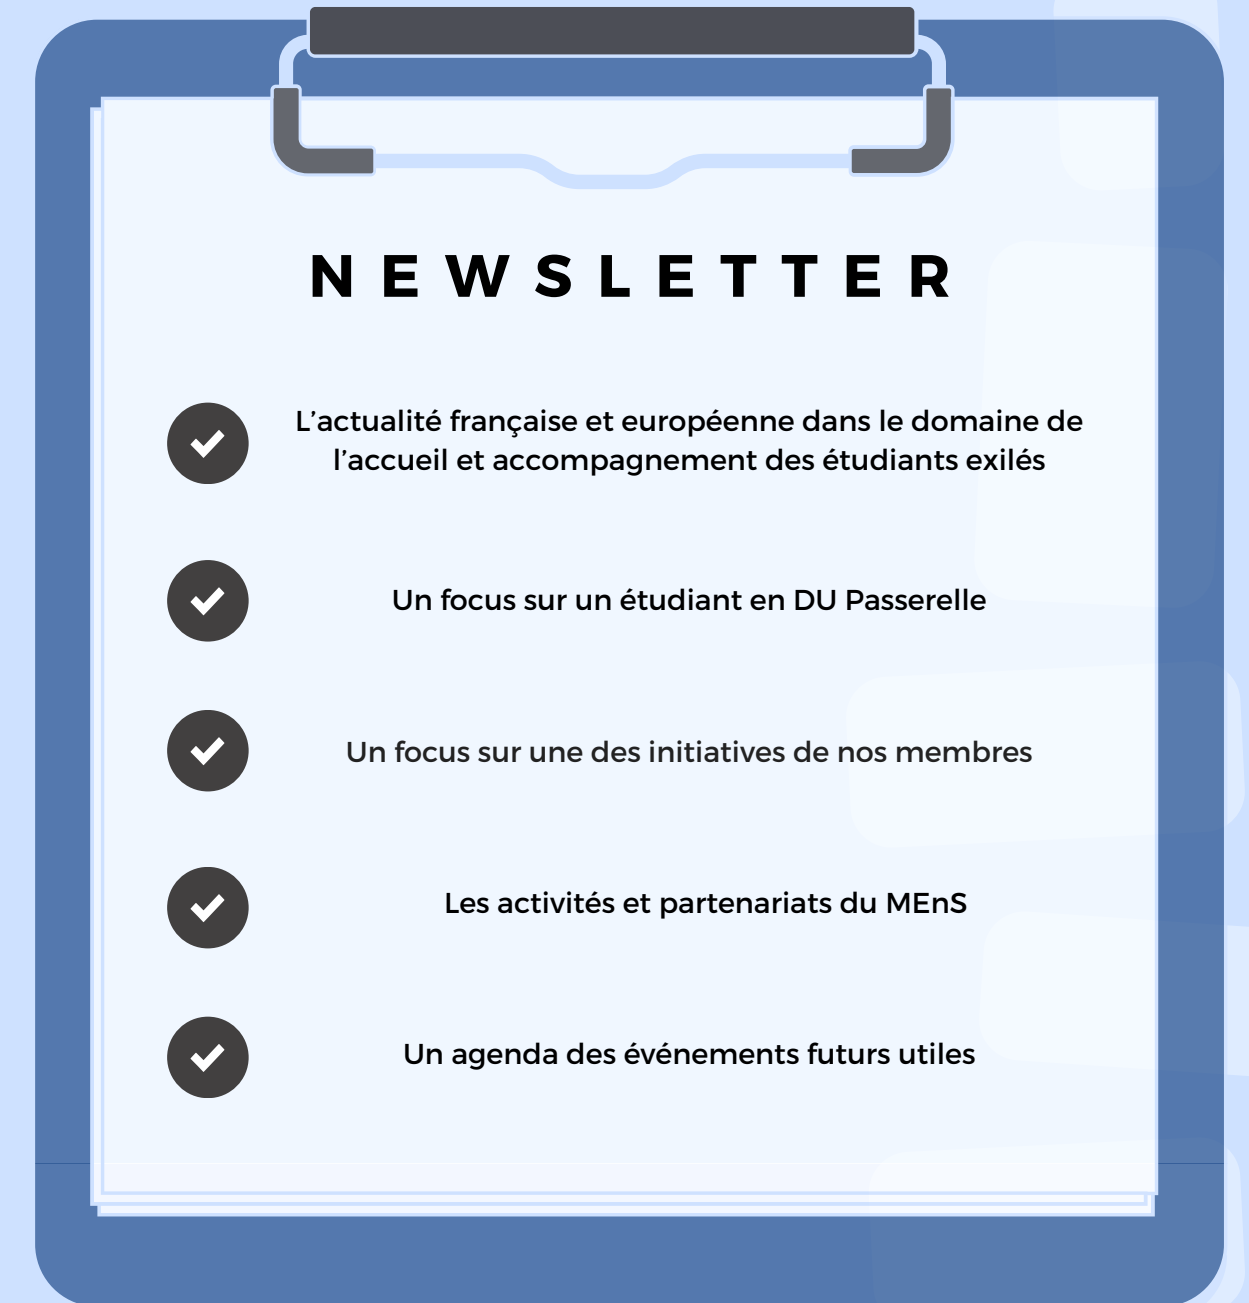 NEWSLETTER
L’actualité française et européenne dans le domaine de
l’accueil et accompagnement des étudiants exilés
Un focus sur un étudiant en DU Passerelle
Un focus sur une des initiatives de nos membres
Les activités et partenariats du MEnS
Un agenda des événements futurs utiles